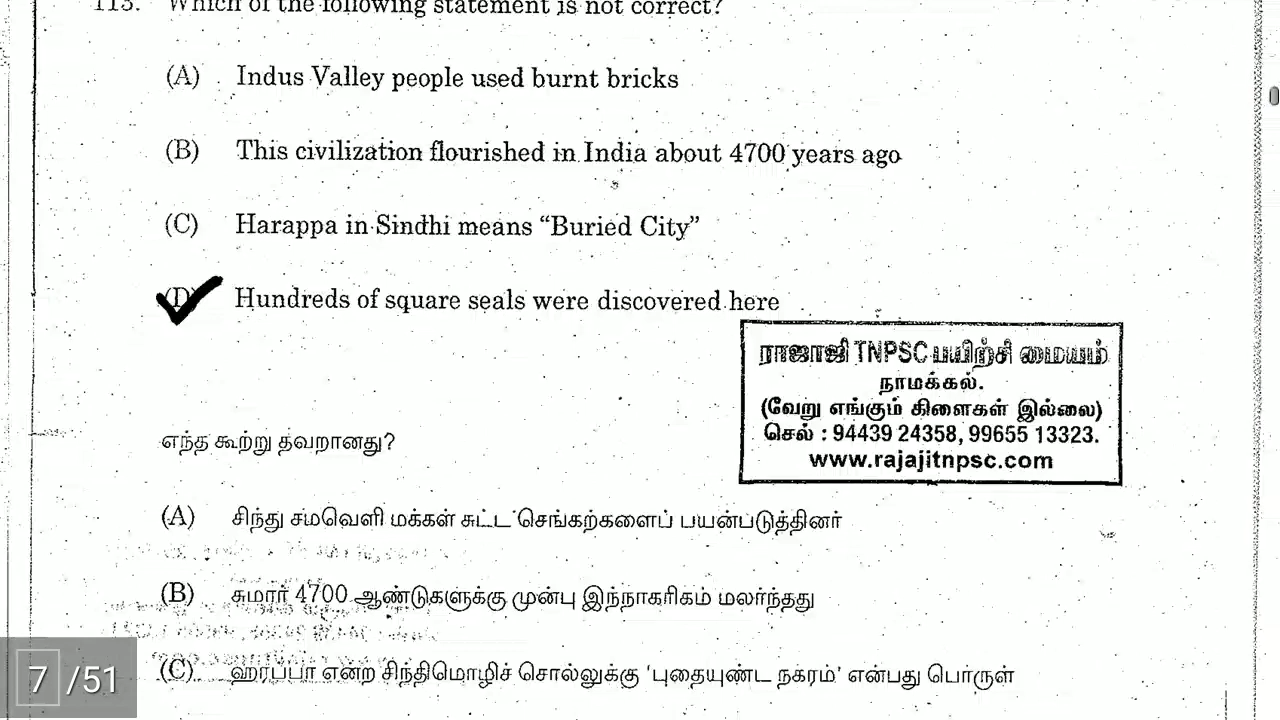 113. Which of the following statement is not correct?
(A) Indus Valley people used burnt bricks
(B) This civilization flourished in India about 4700 years ago
(C) Harappa in Sindhi means “Buried City”
(D) Hundreds of square seals were discovered here
ராஜாஜி TNPSC பயிற்சி மையம்
நாமக்கல்.
(வேறு எங்கும் கிளைகள் இல்லை)
செல் : 94439 24358, 99655 13323.
www.rajajitnpsc.com
எந்த கூற்று தவறானது?
(A) சிந்து சமவெளி மக்கள் சுட்ட செங்கற்களைப் பயன்படுத்தினர்
(B) சுமார் 4700 ஆண்டுகளுக்கு முன்பு இந்நாகரிகம் மலர்ந்தது
(C) ஹரப்பா என்ற சிந்திமொழிச் சொல்லுக்கு ‘புதையுண்ட நகரம்’ என்பது பொருள்
7 /51